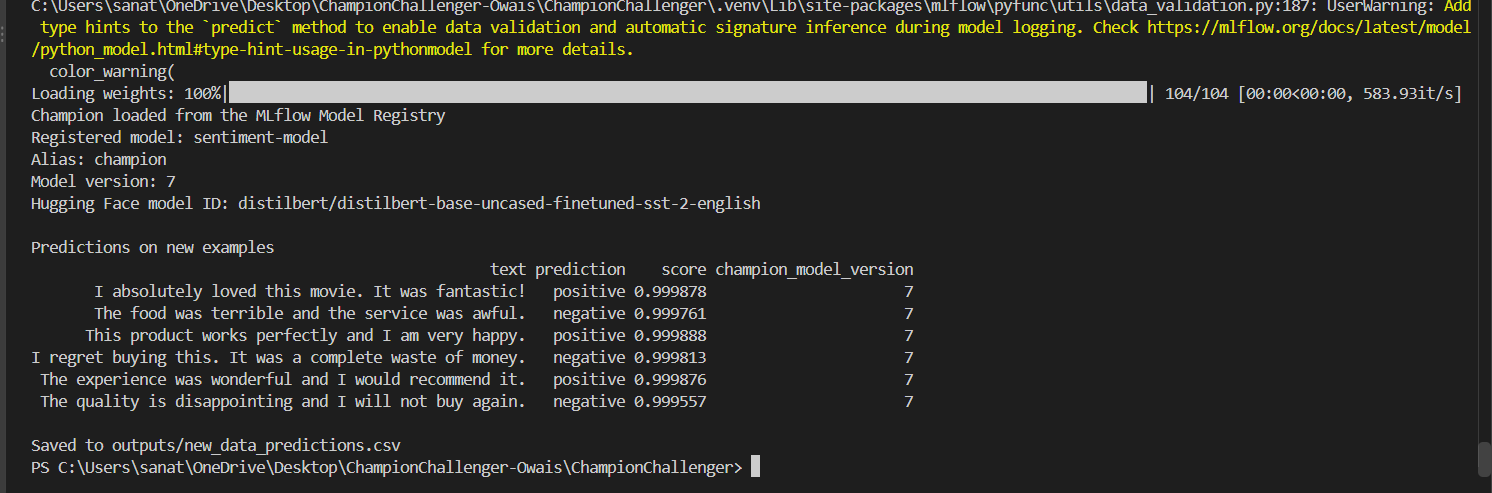 C:\Users\sanat\OneDrive\Desktop\ChampionChallenger-Owais\ChampionChallenger\.venv\Lib\site-packages\mlflow\pyfunc\utils\data_validation.py:187: UserWarning: Add
type hints to the `predict` method to enable data validation and automatic signature inference during model logging. Check https://mlflow.org/docs/latest/model
/python_model.html#type-hint-usage-in-pythonmodel for more details.
color_warning(
Loading weights: 100%| | 104/104 [00:00<00:00, 583.93it/s]
Champion loaded from the MLflow Model Registry
Registered model: sentiment-model
Alias: champion
Model version: 7
Hugging Face model ID: distilbert/distilbert-base-uncased-finetuned-sst-2-english
Predictions on new examples
text prediction score champion_model_version
I absolutely loved this movie. It was fantastic! positive 0.999878 7
The food was terrible and the service was awful. negative 0.999761 7
This product works perfectly and I am very happy. positive 0.999888 7
I regret buying this. It was a complete waste of money. negative 0.999813 7
The experience was wonderful and I would recommend it. positive 0.999876 7
The quality is disappointing and I will not buy again. negative 0.999557 7
Saved to outputs/new_data_predictions.csv
PS C:\Users\sanat\OneDrive\Desktop\ChampionChallenger-Owais\ChampionChallenger>